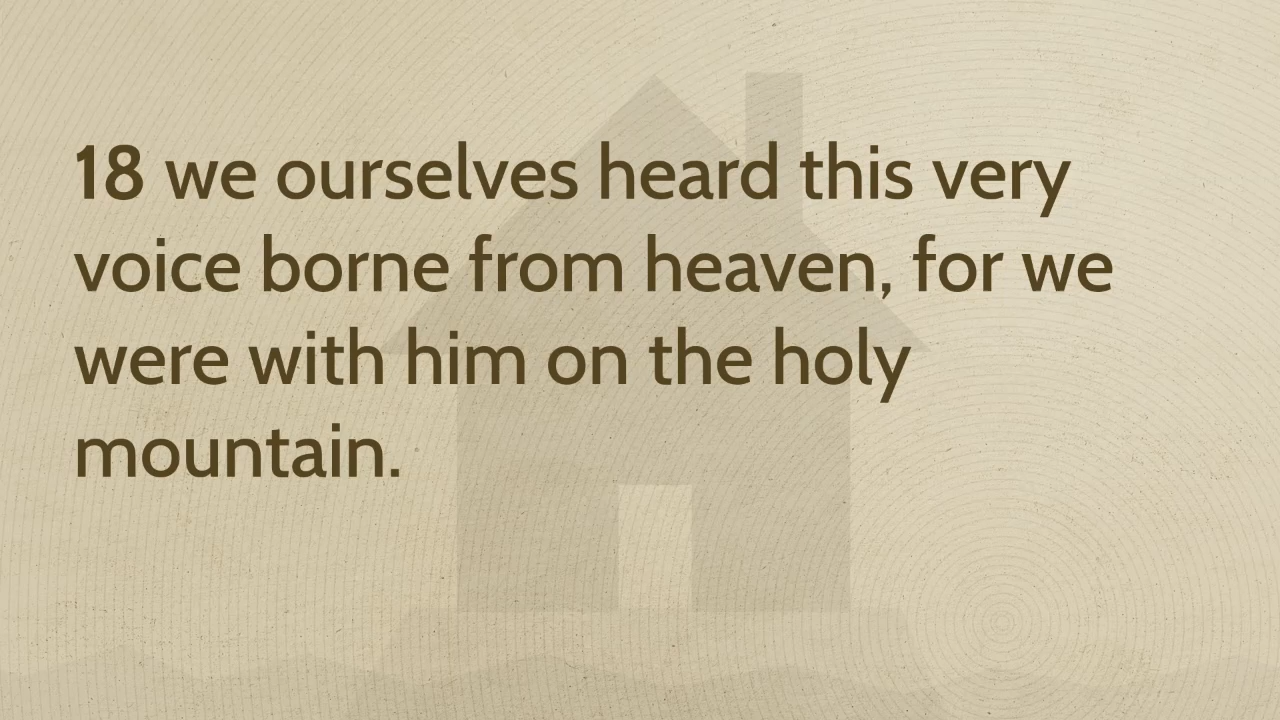 18 we ourselves heard this very
voice borne from heaven, for we
were with him on the holy
mountain.